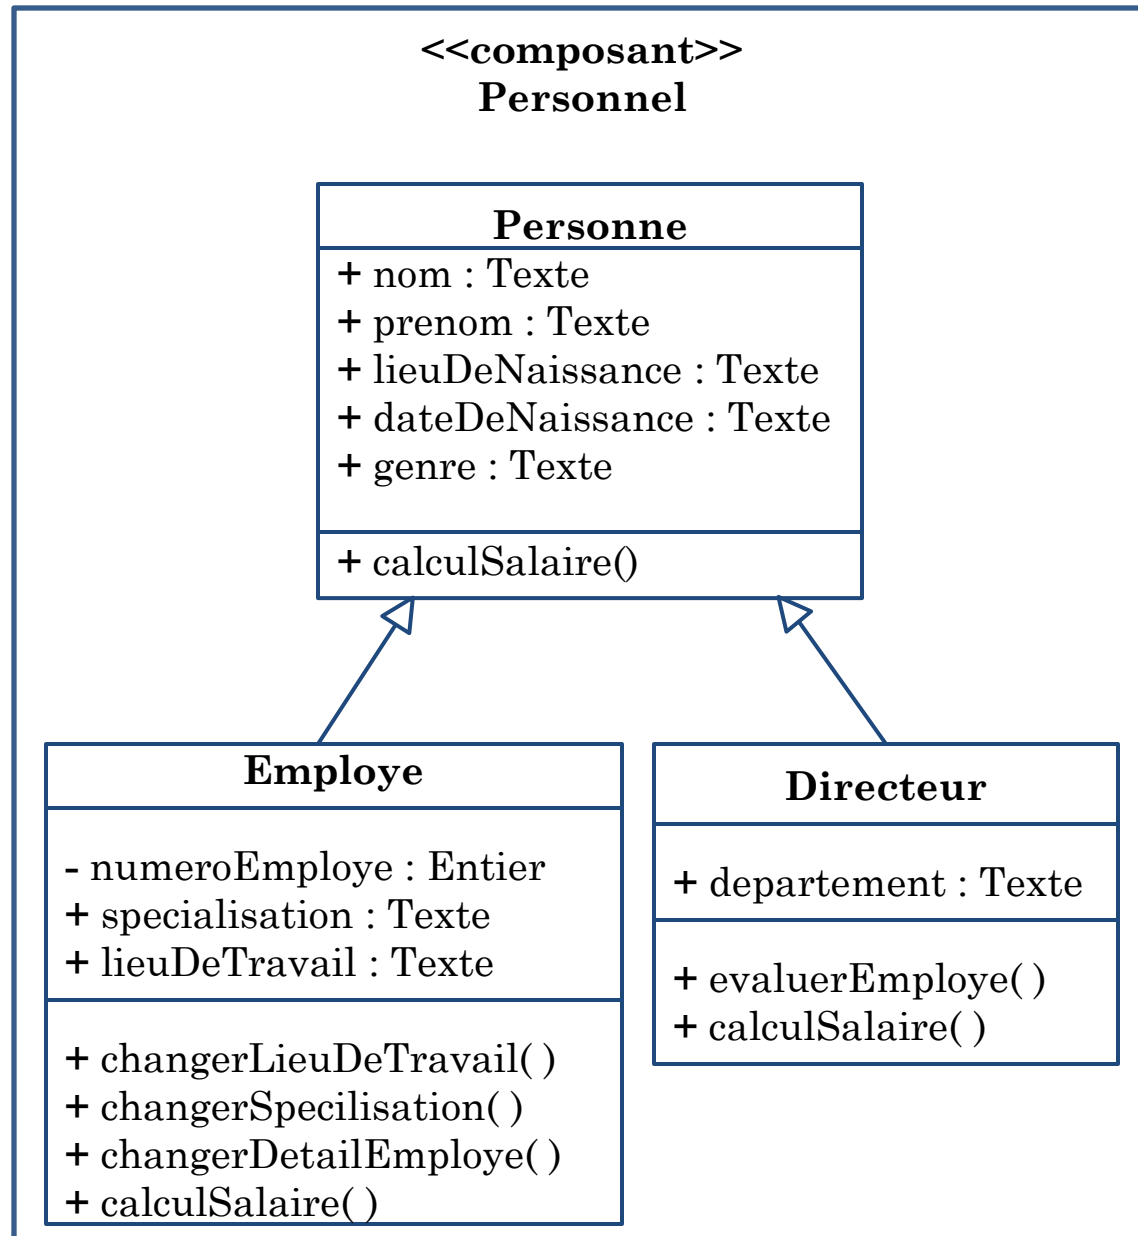 <<composant>>
Personnel
Personne
+ nom : Texte
+ prenom : Texte
+ lieuDeNaissance : Texte
+ dateDeNaissance : Texte
+ genre : Texte
+ calculSalaire()
Employe
- numeroEmploye : Entier
+ specialisation : Texte
+ lieuDeTravail : Texte
+ changerLieuDeTravail( )
+ changerSpecilisation( )
+ changerDetailEmploye( )
+ calculSalaire( )
Directeur
+ departement : Texte
+ evaluerEmploye( )
+ calculSalaire( )